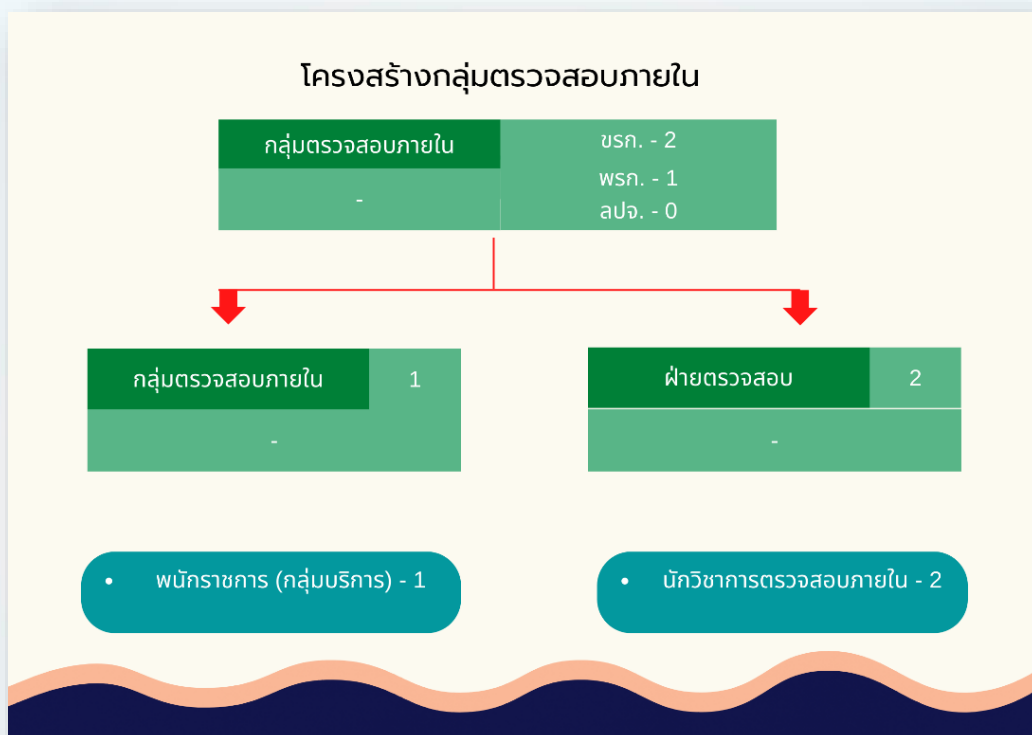 โครงสร้างกลุ่มตรวจสอบภายใน
กลุ่มตรวจสอบภายใน
-
ขรก. - 2
พรก. - 1
ลปจ. - 0
กลุ่มตรวจสอบภายใน 1
-
ฝ่ายตรวจสอบ 2
-
• พนักราชการ (กลุ่มบริการ) - 1
• นักวิชาการตรวจสอบภายใน - 2